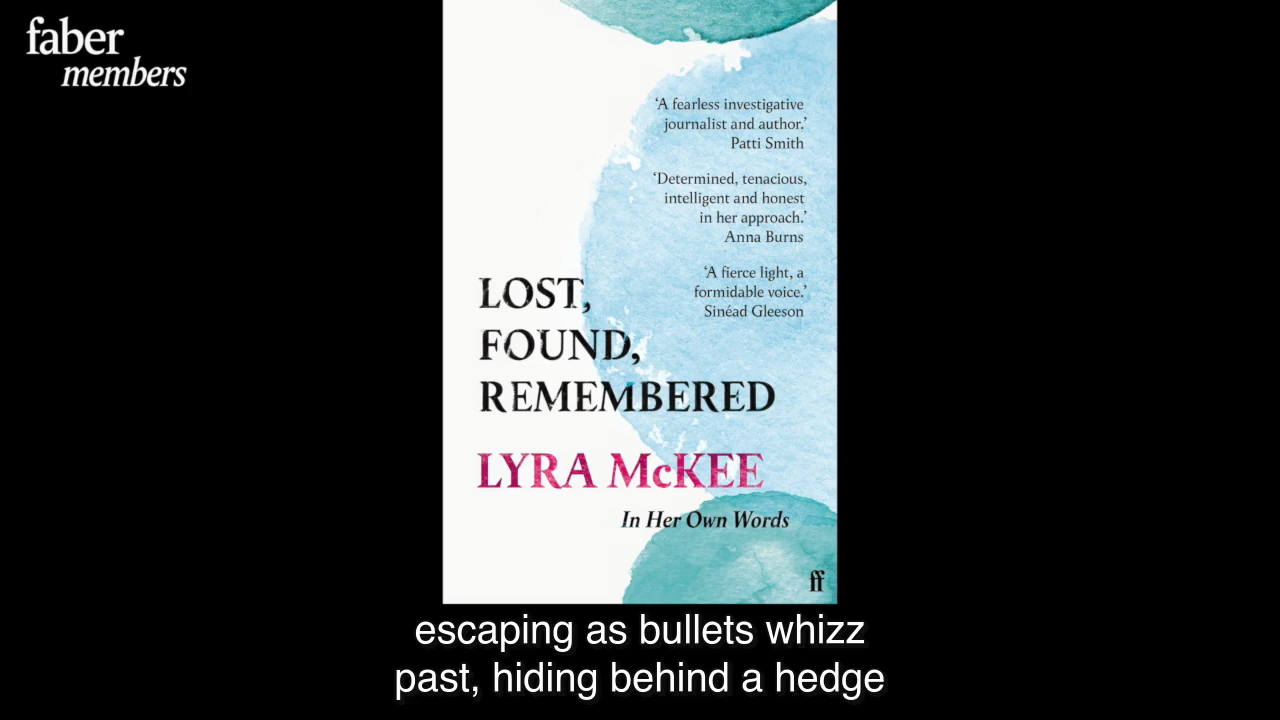 faber
members
‘A fearless investigative
journalist and author.’
Patti Smith
‘Determined, tenacious,
intelligent and honest
in her approach.’
Anna Burns
‘A fierce light, a
formidable voice.’
Sinéad Gleeson
LOST,
FOUND,
REMEMBERED
LYRA McKEE
In Her Own Words
ff
escaping as bullets whizz
past, hiding behind a hedge